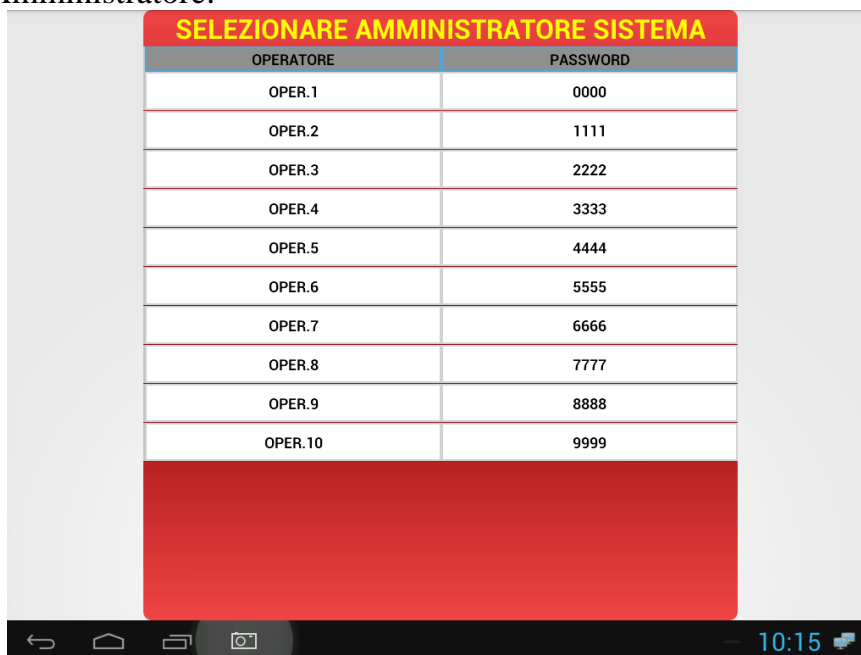 SELEZIONARE AMMINISTRATORE SISTEMA
OPERATORE PASSWORD
OPER.1 0000
OPER.2 1111
OPER.3 2222
OPER.4 3333
OPER.5 4444
OPER.6 5555
OPER.7 6666
OPER.8 7777
OPER.9 8888
OPER.10 9999
10:15